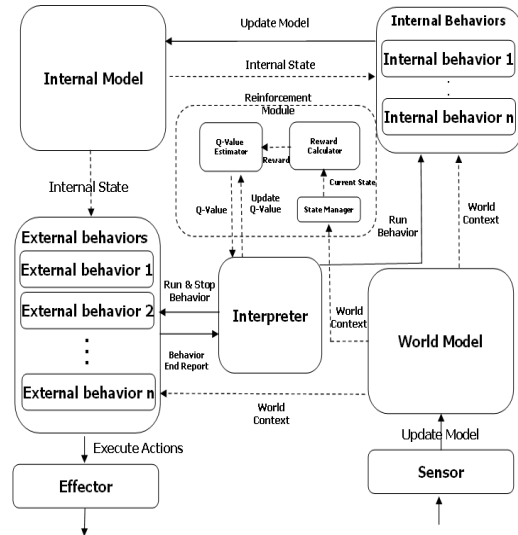 Internal Behaviors
Update Model
Internal behavior 1
Internal Model
Internal State
.
.
Internal behavior n
Reinforcement
Module
Q-Value
Estimator
Reward
Reward
Calculator
Current State
State Manager
Internal State
Q-Value
Update
Q-Value
Run
Behavior
World
Context
External behaviors
External behavior 1
External behavior 2
.
.
.
External behavior n
Run & Stop
Behavior
Behavior
End Report
Interpreter
World
Context
World Model
World
Context
Execute Actions
Update Model
Effector
Sensor